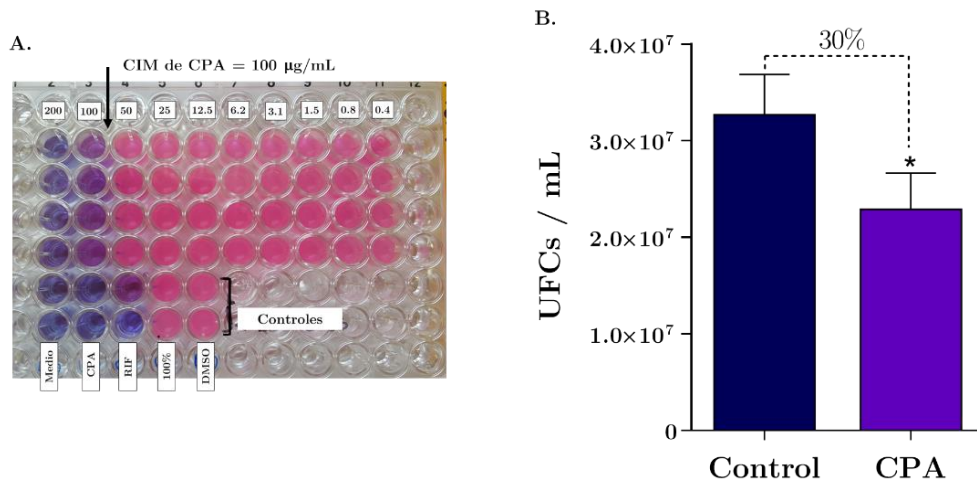 A.
CIM de CPA = 100 µg/mL
2 3 4 5 6 7 8 9 10 11 12
200 100 50 25 12.5 6.2 3.1 1.5 0.8 0.4
Controles
Medio CPA RIF 100% DMSO
B.
30%
4.0×10⁷
3.0×10⁷
*
2.0×10⁷
1.0×10⁷
0
UFCs / mL
Control CPA